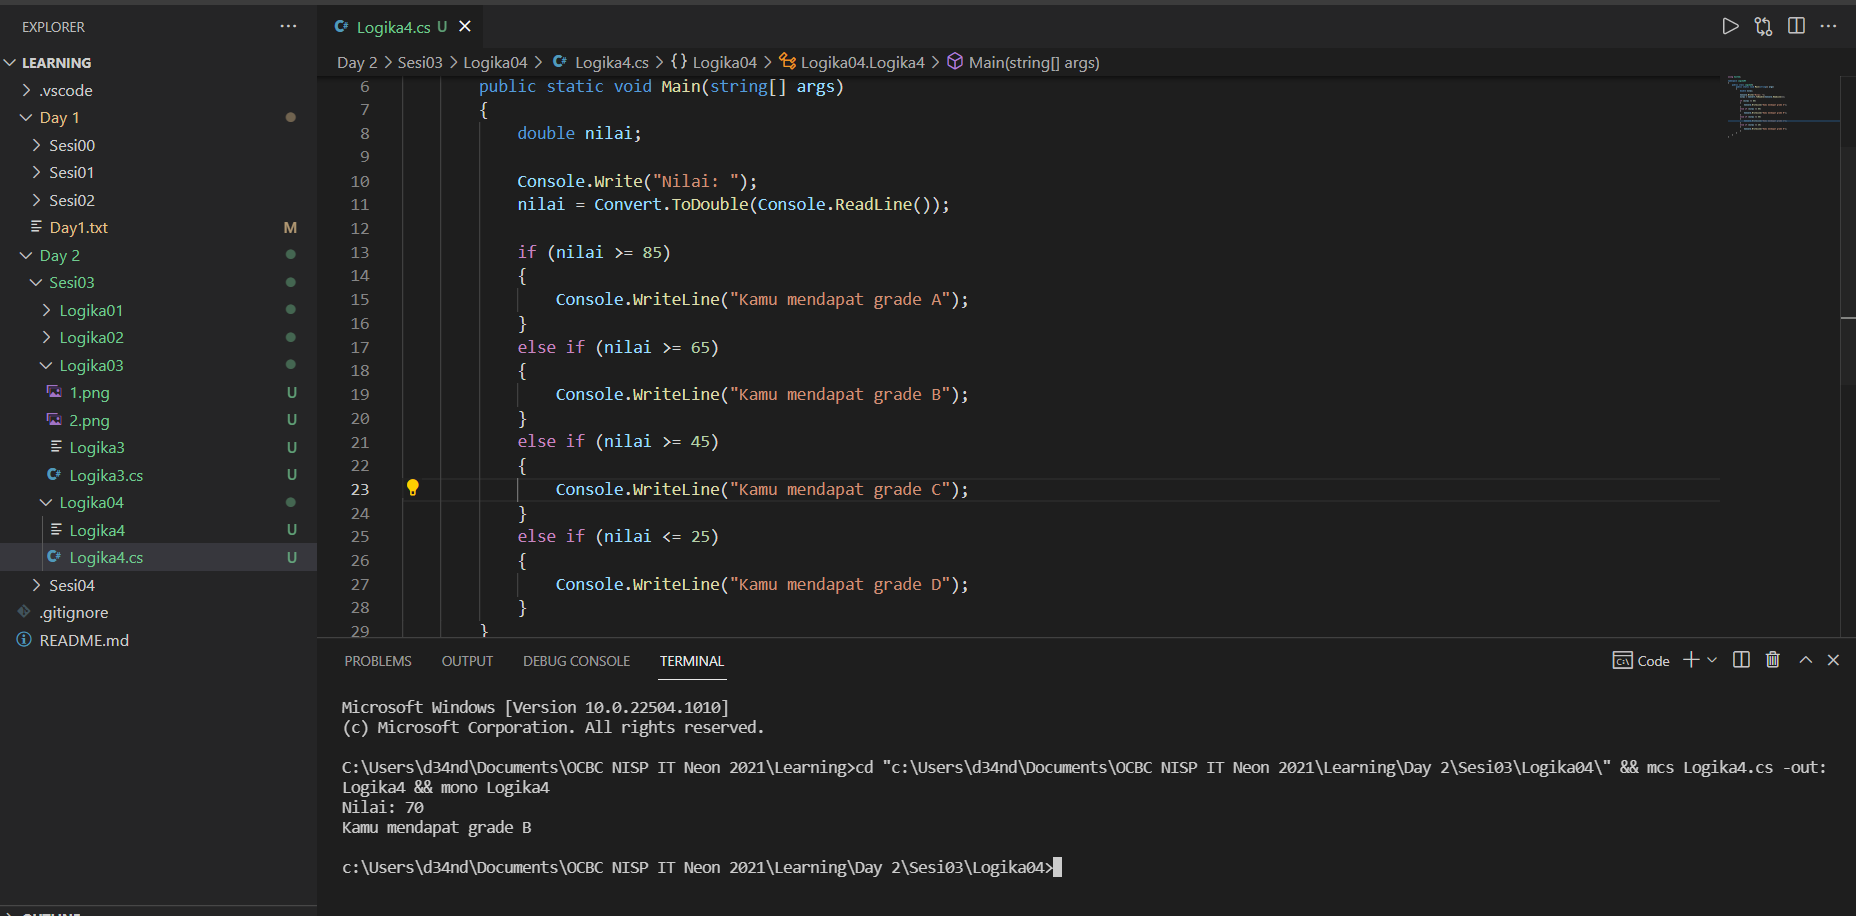 EXPLORER
LEARNING
.vscode
Day 1
Sesi00
Sesi01
Sesi02
Day1.txt M
Day 2
Sesi03
Logika01
Logika02
Logika03
1.png U
2.png U
Logika3 U
Logika3.cs U
Logika04
Logika4 U
Logika4.cs U
Sesi04
.gitignore
README.md
OUTLINE
Logika4.cs U
Day 2 > Sesi03 > Logika04 > Logika4.cs > {} Logika04 > Logika04.Logika4 > Main(string[] args)
6 public static void Main(string[] args)
7 {
8 double nilai;
9
10 Console.Write("Nilai: ");
11 nilai = Convert.ToDouble(Console.ReadLine());
12
13 if (nilai >= 85)
14 {
15 Console.WriteLine("Kamu mendapat grade A");
16 }
17 else if (nilai >= 65)
18 {
19 Console.WriteLine("Kamu mendapat grade B");
20 }
21 else if (nilai >= 45)
22 {
23 Console.WriteLine("Kamu mendapat grade C");
24 }
25 else if (nilai <= 25)
26 {
27 Console.WriteLine("Kamu mendapat grade D");
28 }
29 }
PROBLEMS OUTPUT DEBUG CONSOLE TERMINAL Code
Microsoft Windows [Version 10.0.22504.1010]
(c) Microsoft Corporation. All rights reserved.
C:\Users\d34nd\Documents\OCBC NISP IT Neon 2021\Learning>cd "c:\Users\d34nd\Documents\OCBC NISP IT Neon 2021\Learning\Day 2\Sesi03\Logika04\" && mcs Logika4.cs -out:
Logika4 && mono Logika4
Nilai: 70
Kamu mendapat grade B
c:\Users\d34nd\Documents\OCBC NISP IT Neon 2021\Learning\Day 2\Sesi03\Logika04>